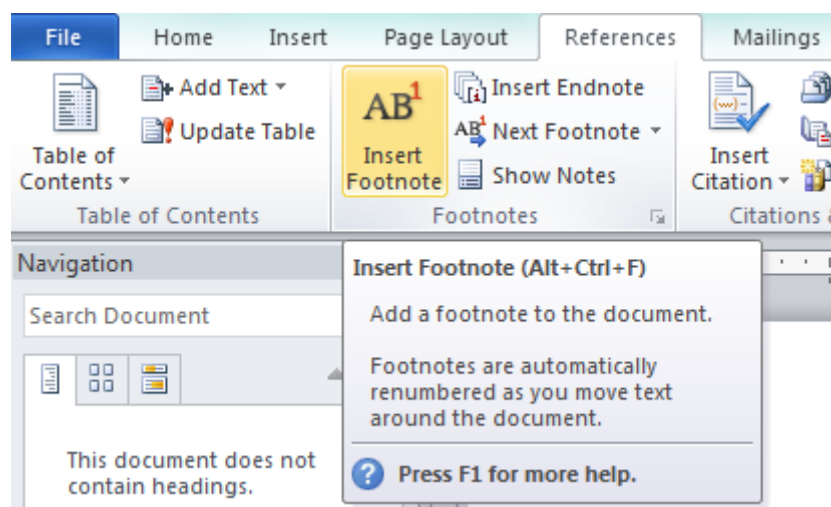 File Home Insert Page Layout References Mailings
Add Text
Update Table
Table of
Contents
Table of Contents
AB1
Insert
Footnote
Insert Endnote
AB1 Next Footnote
Show Notes
Footnotes
Insert
Citation
Citations &
Navigation
Search Document
This document does not
contain headings.
Insert Footnote (Alt+Ctrl+F)
Add a footnote to the document.
Footnotes are automatically
renumbered as you move text
around the document.
Press F1 for more help.